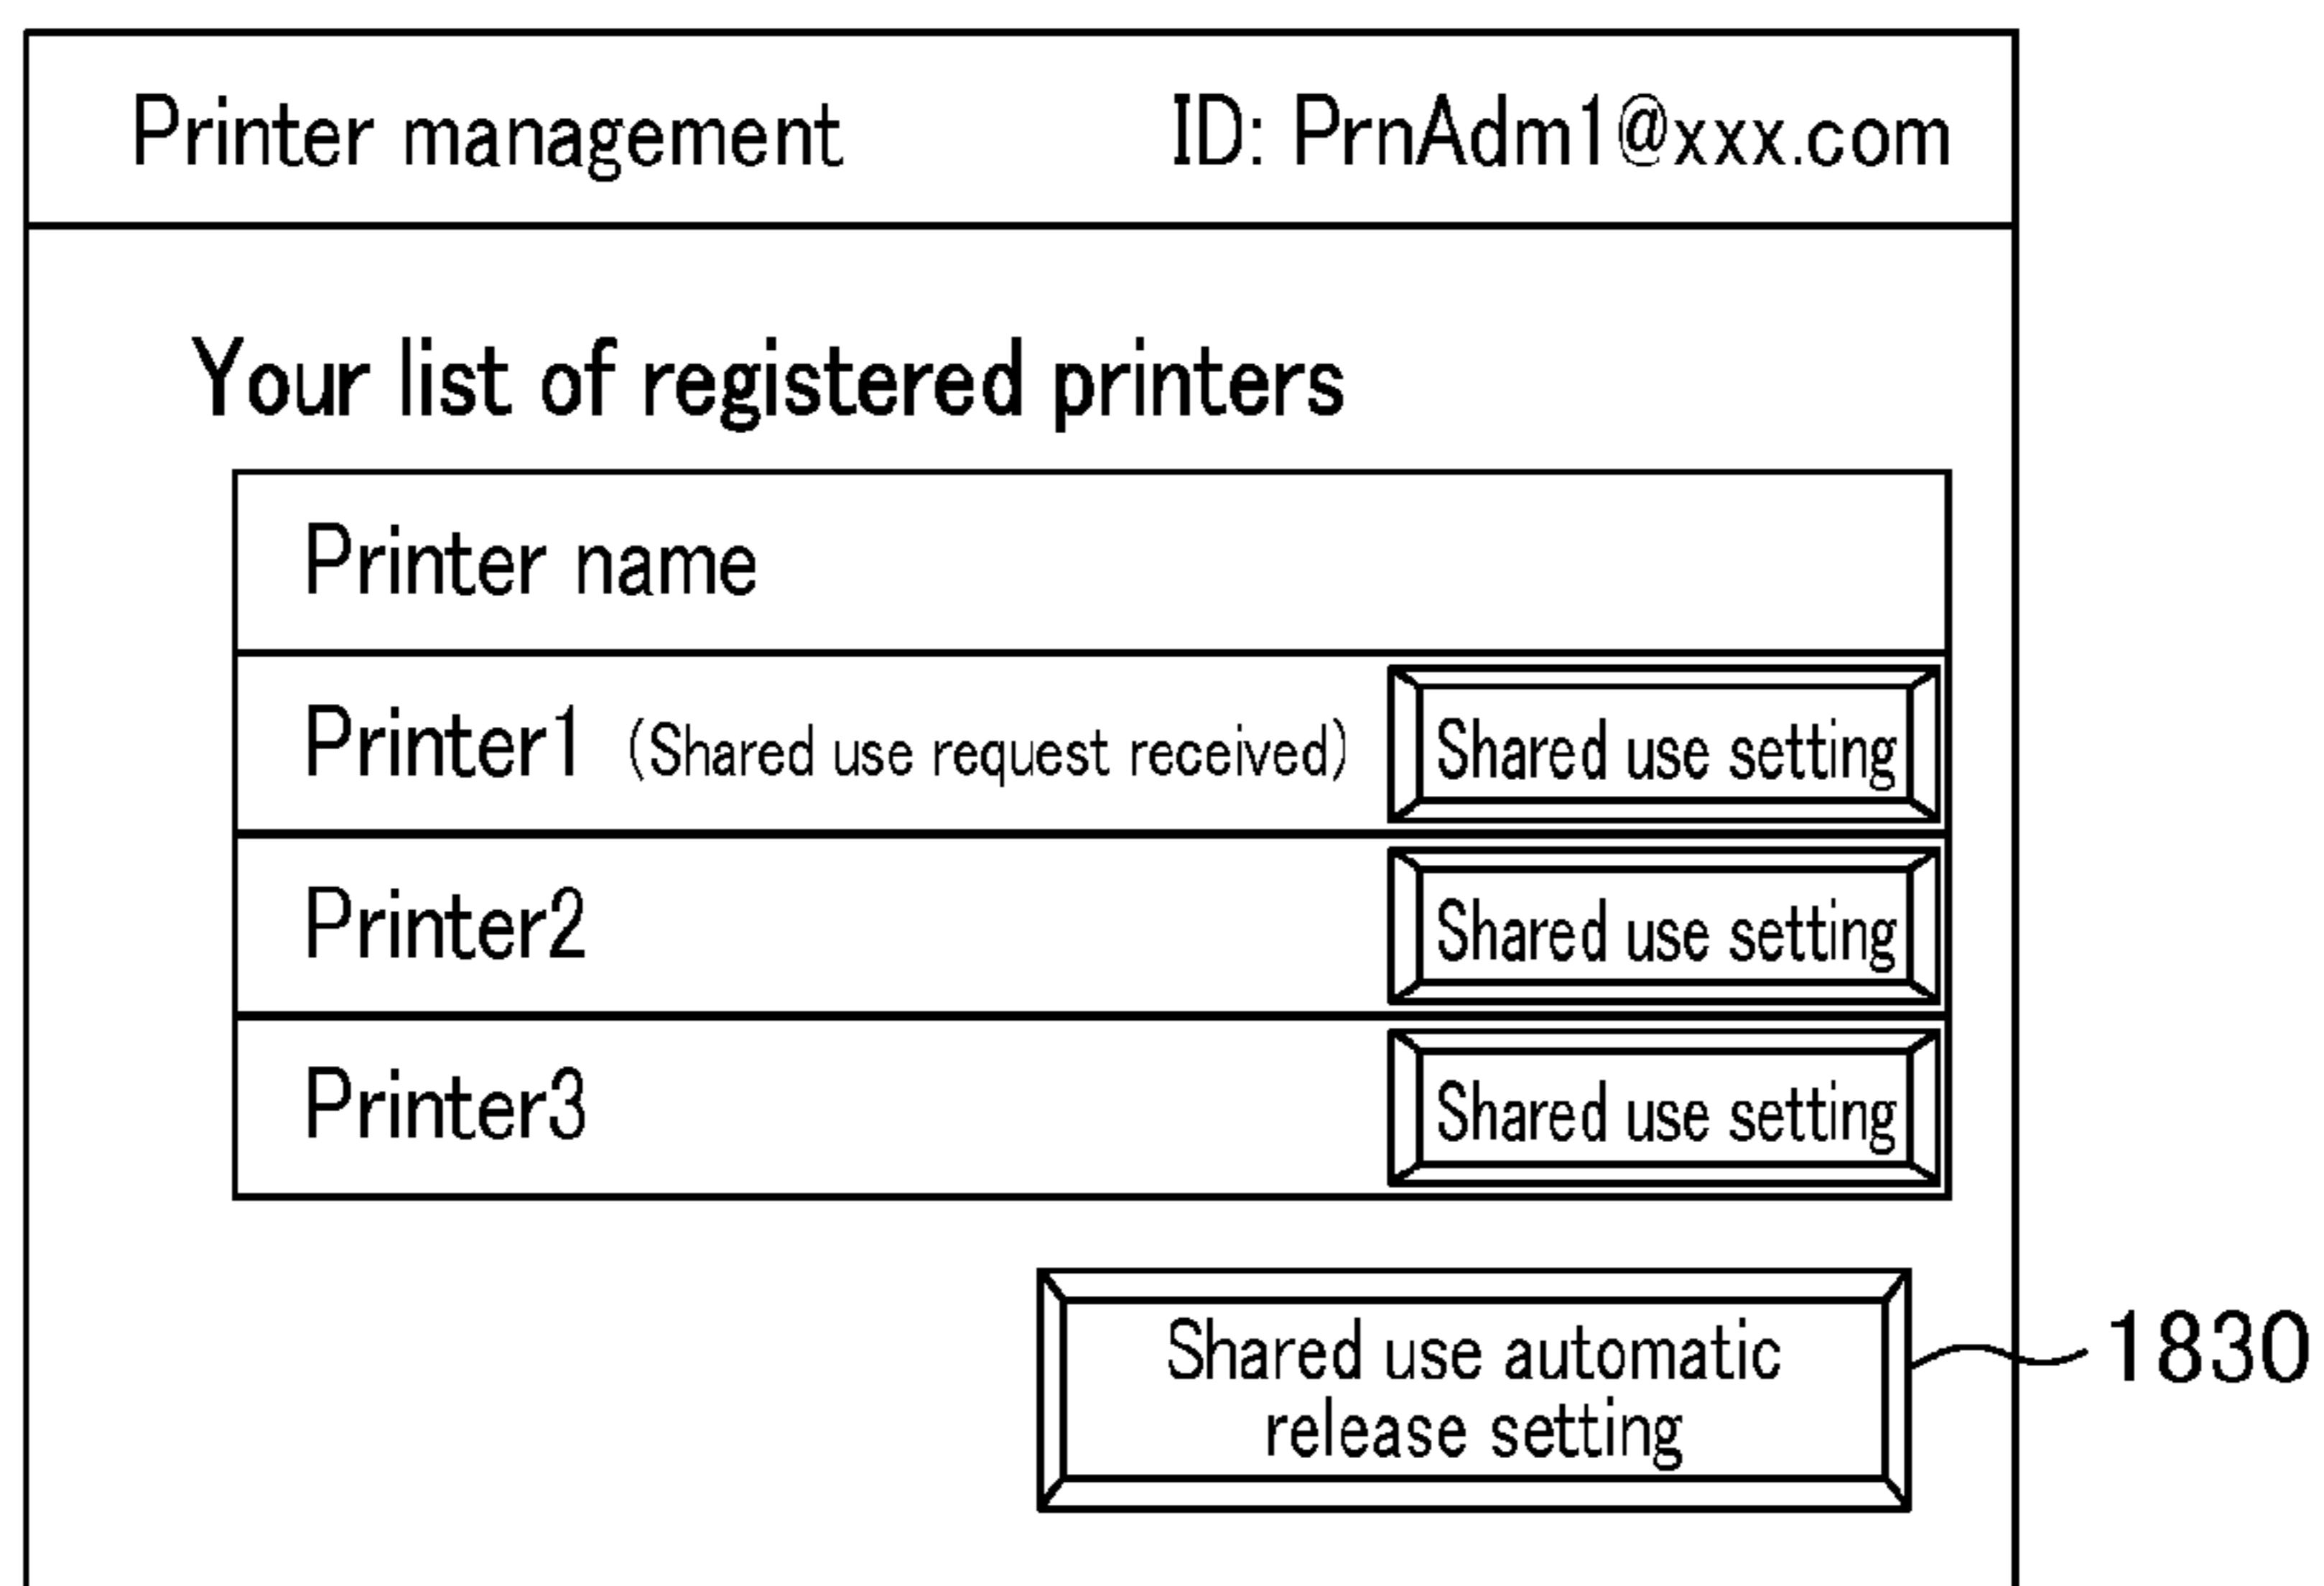 Printer management ID: PrnAdm1@xxx.com
Your list of registered printers
Printer name
Printer1 (Shared use request received) Shared use setting
Printer2 Shared use setting
Printer3 Shared use setting
Shared use automatic
release setting
1830